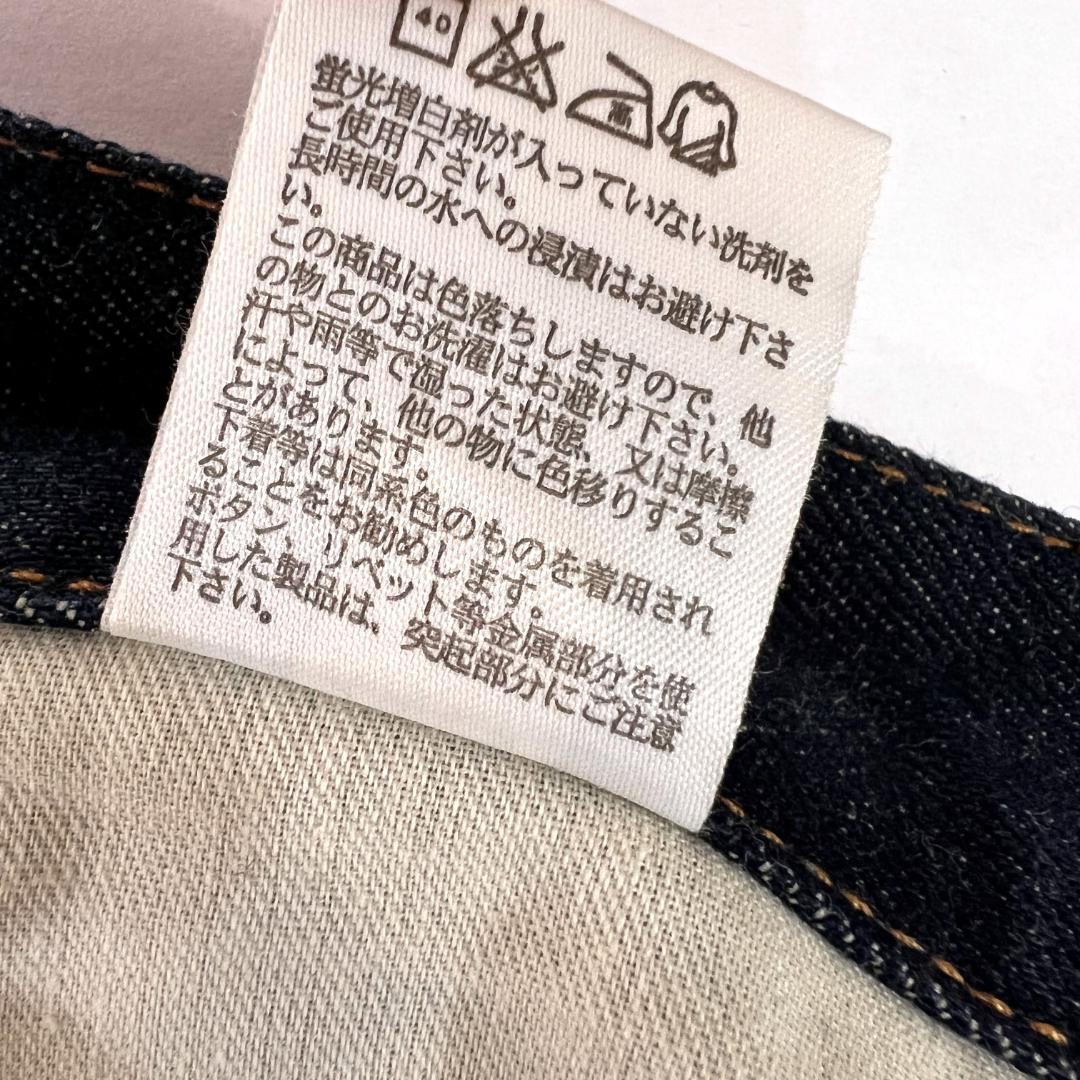 40
高
蛍光増白剤が入っていない洗剤を
ご使用下さい。
長時間の水への浸漬はお避け下さ
い。
この商品は色落ちしますので、他
の物とのお洗濯はお避け下さい。
汗や雨等で湿った状態、又は摩擦
によって、他の物に色移りするこ
とがあります。
下着等は同系色のものを着用され
ることをお勧めします。
ボタン、リベット等金属部分を使
用した製品は、突起部分にご注意
下さい。